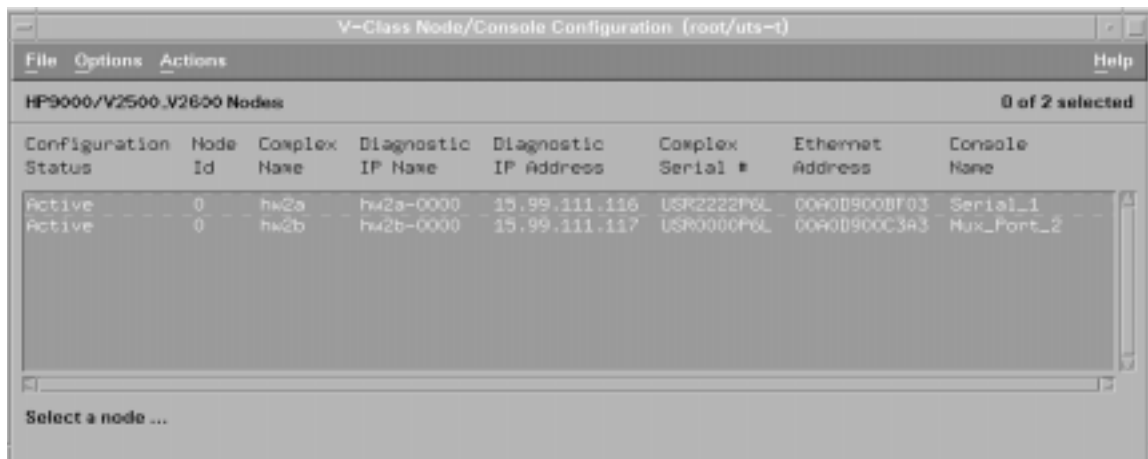 V-Class Node/Console Configuration (root/uts-t)
File Options Actions Help
HP9000/V2500,V2600 Nodes 0 of 2 selected
Configuration Node Complex Diagnostic Diagnostic Complex Ethernet Console
Status Id Name IP Name IP Address Serial # Address Name
Active 0 hw2a hw2a-0000 15.99.111.116 USR2222P6L 00A0D900BF03 Serial_1
Active 0 hw2b hw2b-0000 15.99.111.117 USR0000P6L 00A0D900C3A3 Mux_Port_2
Select a node ...